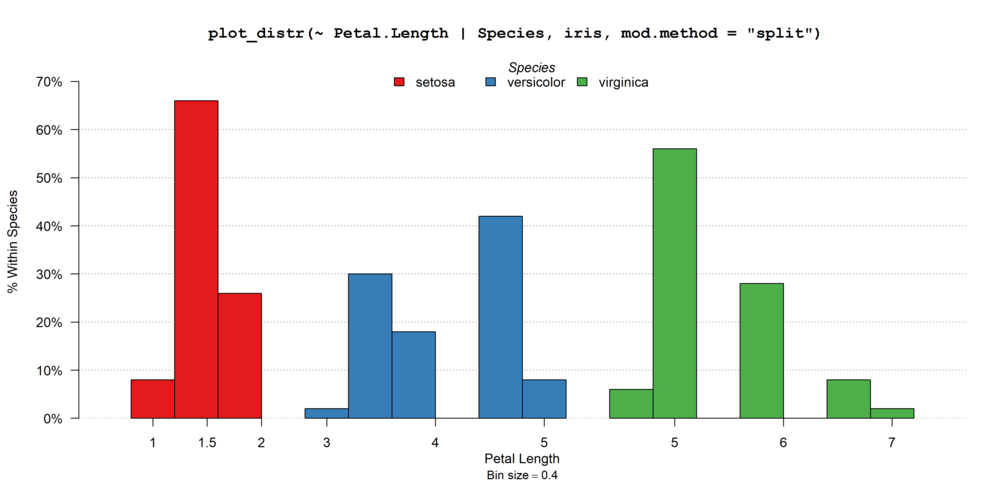 plot_distr(~ Petal.Length | Species, iris, mod.method = "split")
Species
setosa versicolor virginica
70%
60%
50%
40%
30%
20%
10%
0%
% Within Species
1 1.5 2 3 4 5 5 6 7
Petal Length
Bin size = 0.4